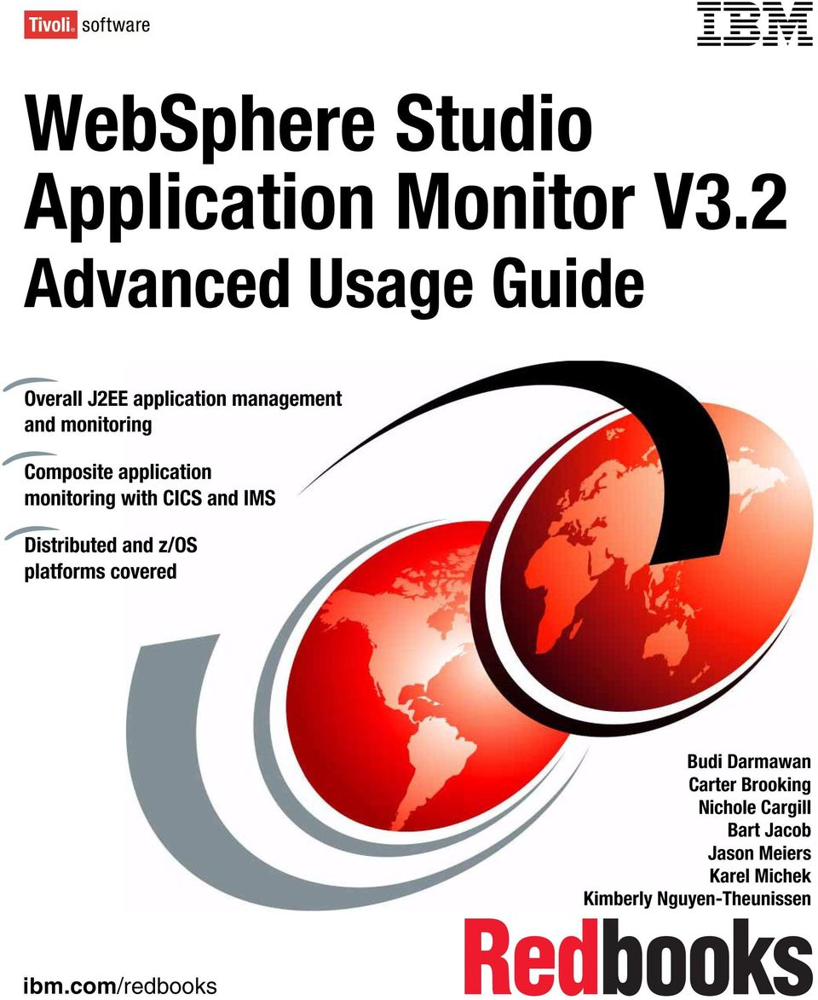 Tivoli® software
IBM
WebSphere Studio
Application Monitor V3.2
Advanced Usage Guide
Overall J2EE application management
and monitoring
Composite application
monitoring with CICS and IMS
Distributed and z/OS
platforms covered
Budi Darmawan
Carter Brooking
Nichole Cargill
Bart Jacob
Jason Meiers
Karel Michek
Kimberly Nguyen-Theunissen
ibm.com/redbooks
Redbooks